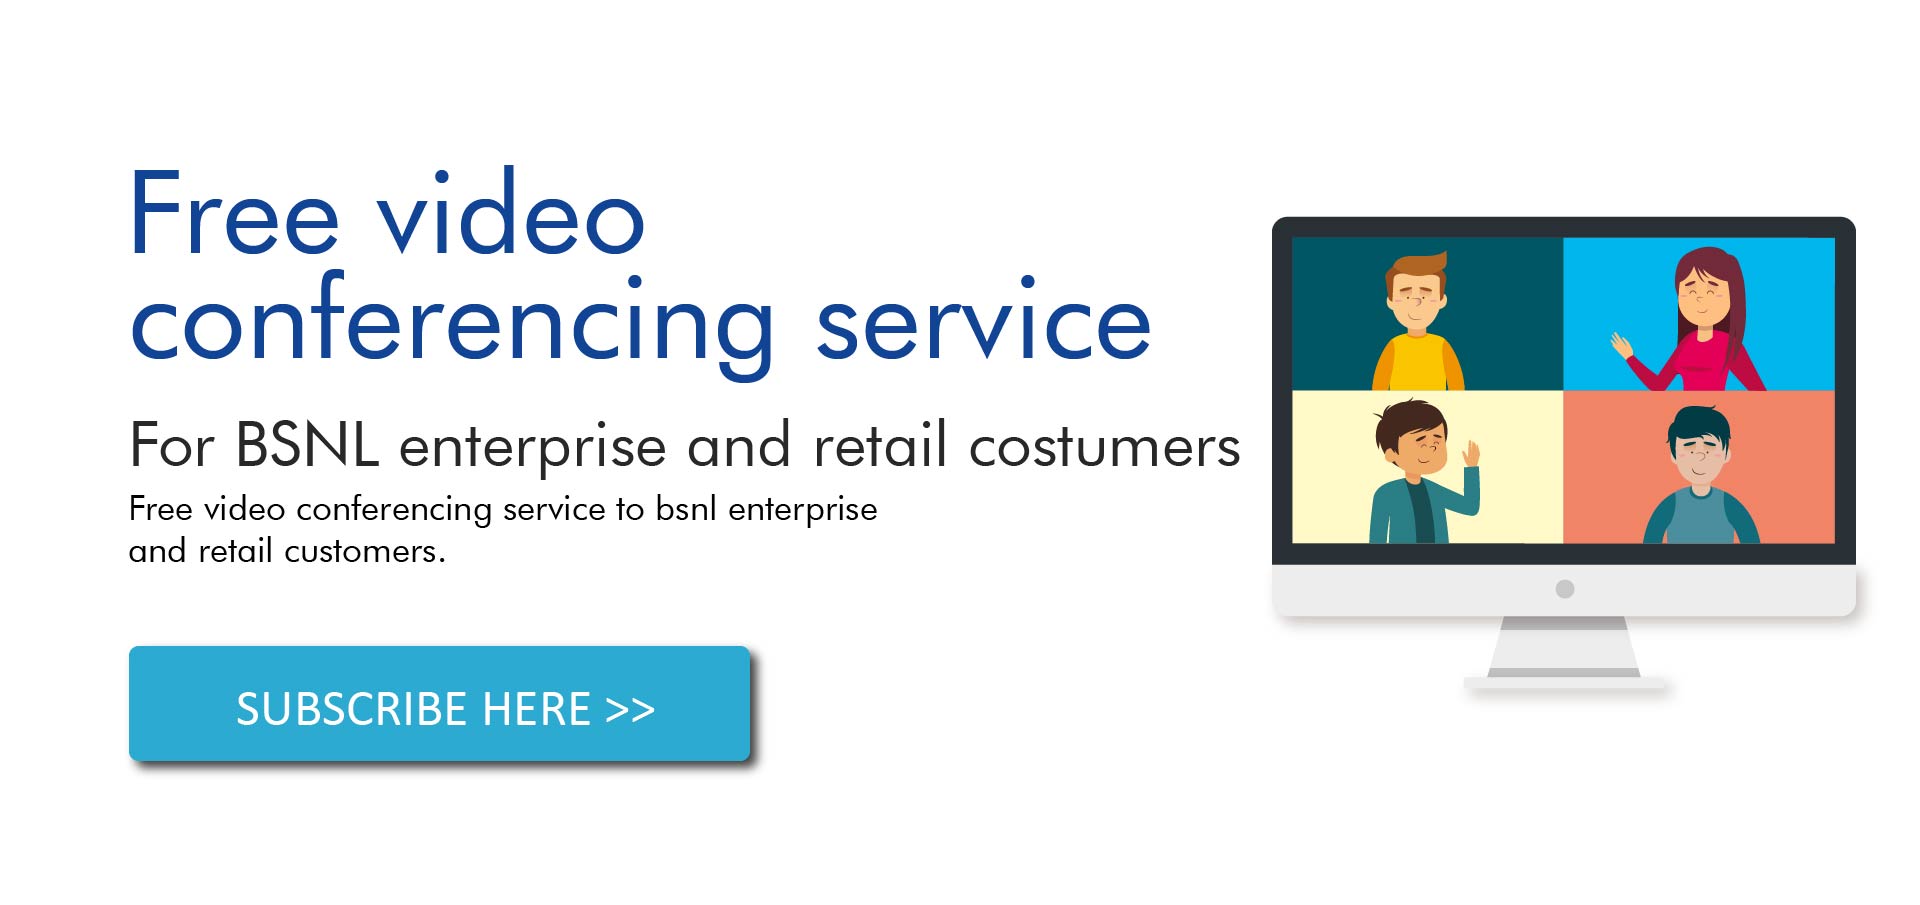 Free video
conferencing service
For BSNL enterprise and retail costumers
Free video conferencing service to bsnl enterprise
and retail customers.
SUBSCRIBE HERE >>